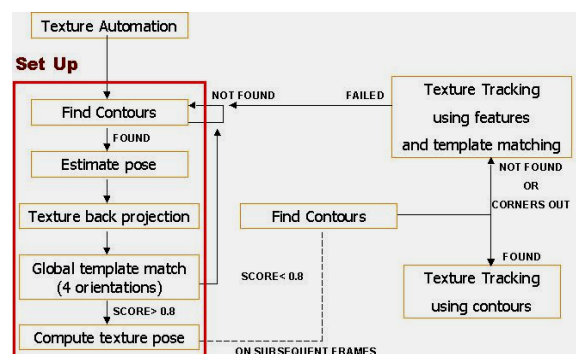 Texture Automation
Set Up
Find Contours
NOT FOUND
FAILED
Texture Tracking
using features
and template matching
FOUND
Estimate pose
NOT FOUND
OR
CORNERS OUT
Texture back projection
Find Contours
Global template match
(4 orientations)
SCORE< 0.8
FOUND
Texture Tracking
using contours
SCORE> 0.8
Compute texture pose
ON SUBSEQUENT FRAMES